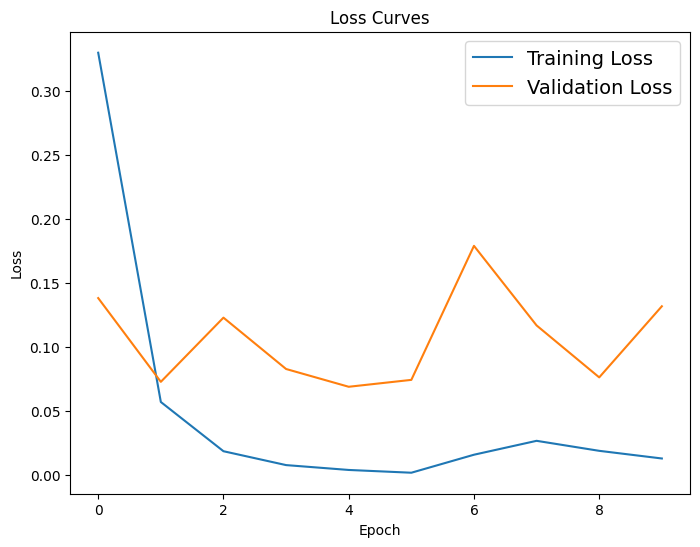 Loss Curves
Training Loss
Validation Loss
0.30
0.25
0.20
0.15
0.10
0.05
0.00
Loss
0 2 4 6 8
Epoch